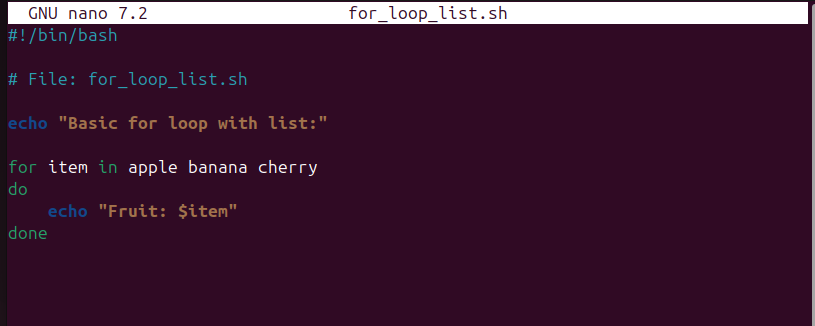 GNU nano 7.2 for_loop_list.sh
#!/bin/bash
# File: for_loop_list.sh
echo "Basic for loop with list:"
for item in apple banana cherry
do
    echo "Fruit: $item"
done